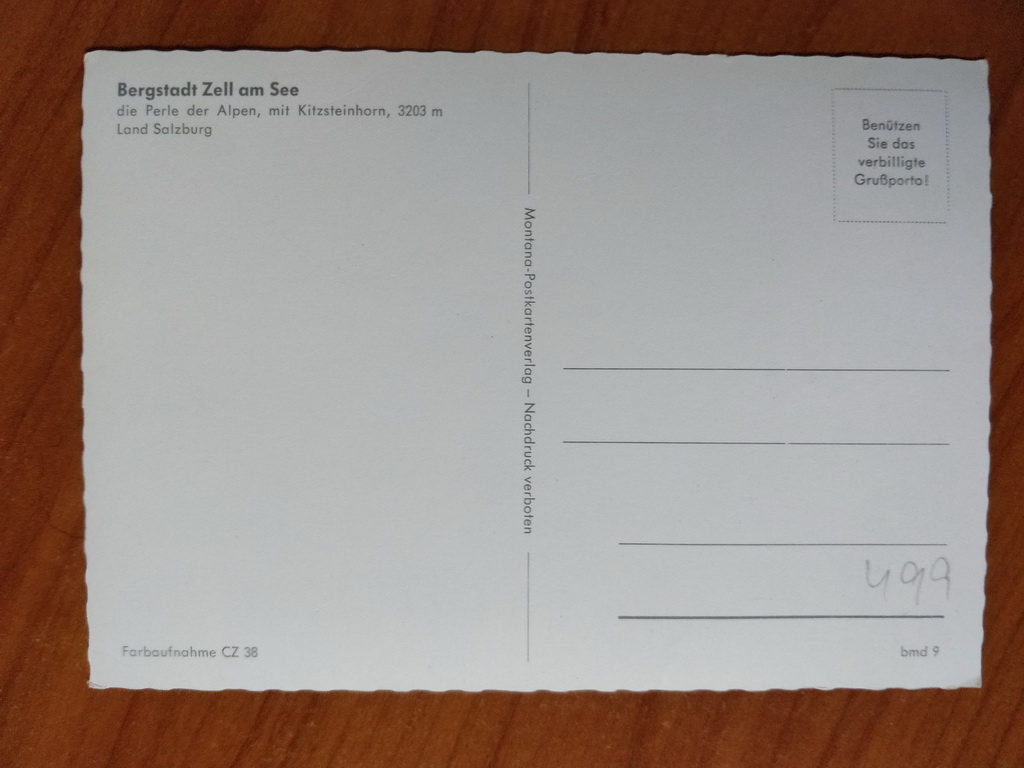 Bergstadt Zell am See
die Perle der Alpen, mit Kitzsteinhorn, 3203 m
Land Salzburg
Benützen
Sie das
verbilligte
Grußporto!
Montana-Postkartenverlag – Nachdruck verboten
499
Farbaufnahme CZ 38
bmd 9